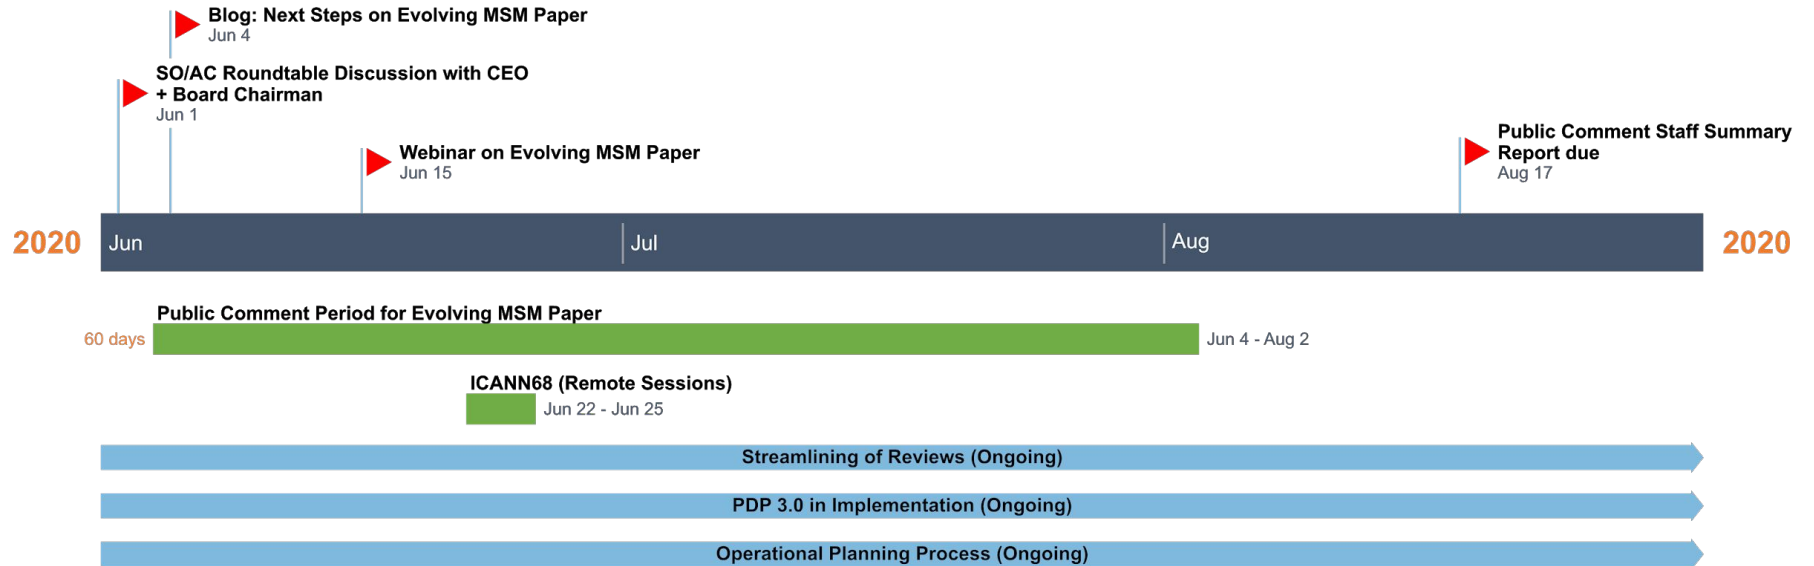 Blog: Next Steps on Evolving MSM Paper
Jun 4
SO/AC Roundtable Discussion with CEO
+ Board Chairman
Jun 1
Webinar on Evolving MSM Paper
Jun 15
Public Comment Staff Summary
Report due
Aug 17
2020
Jun
Jul
Aug
2020
Public Comment Period for Evolving MSM Paper
60 days
Jun 4 - Aug 2
ICANN68 (Remote Sessions)
Jun 22 - Jun 25
Streamlining of Reviews (Ongoing)
PDP 3.0 in Implementation (Ongoing)
Operational Planning Process (Ongoing)